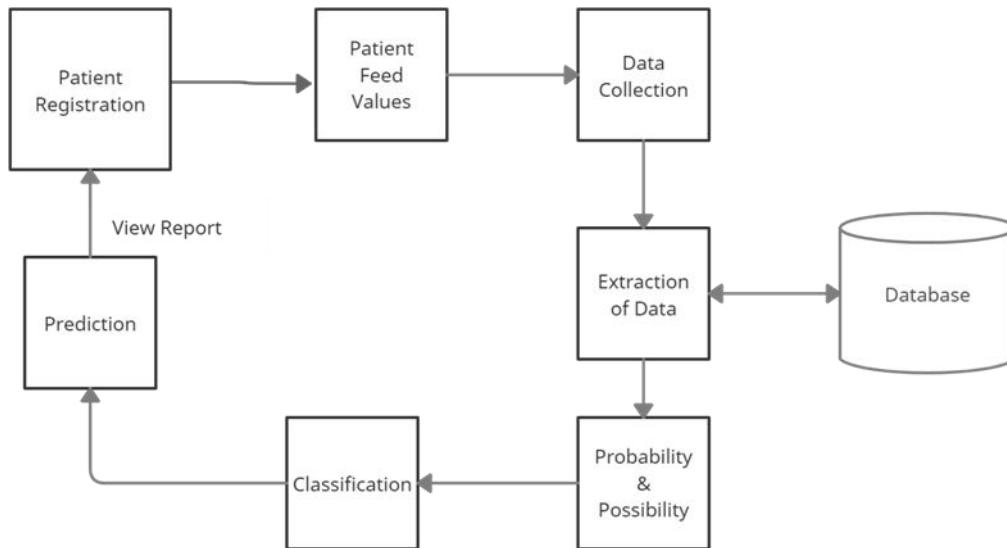 Patient
Registration
Patient
Feed
Values
Data
Collection
View Report
Extraction
of Data
Database
Prediction
Probability
&
Possibility
Classification